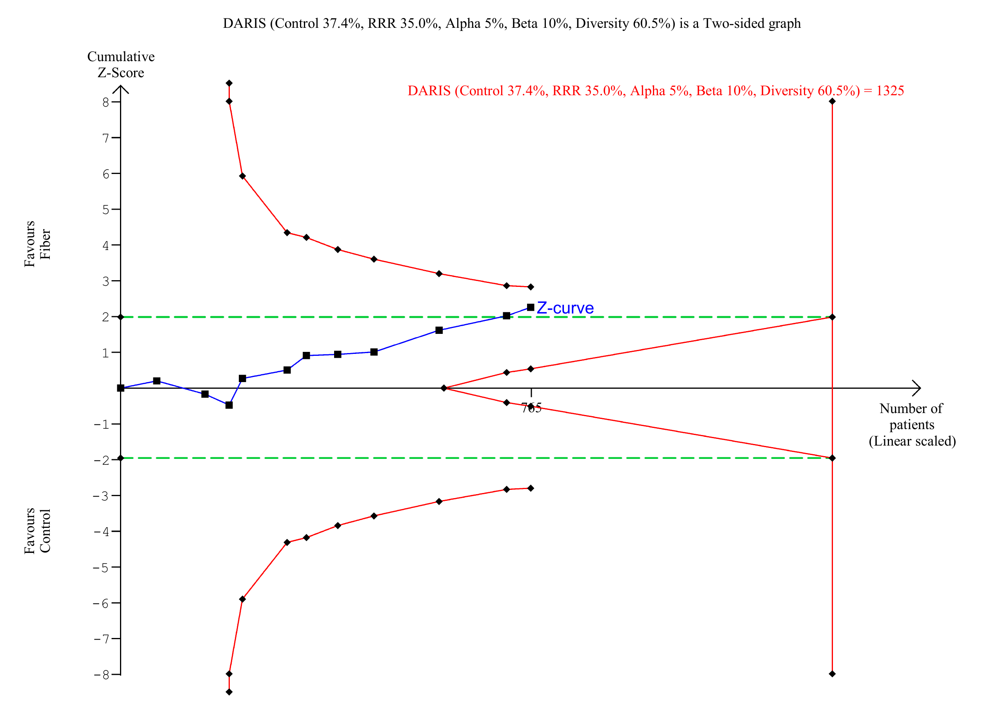 DARIS (Control 37.4%, RRR 35.0%, Alpha 5%, Beta 10%, Diversity 60.5%) is a Two-sided graph
Cumulative
Z-Score
DARIS (Control 37.4%, RRR 35.0%, Alpha 5%, Beta 10%, Diversity 60.5%) = 1325
8
7
6
5
4
3
2
1
-1
-2
-3
-4
-5
-6
-7
-8
Favours
Fiber
Favours
Control
Z-curve
765
Number of
patients
(Linear scaled)